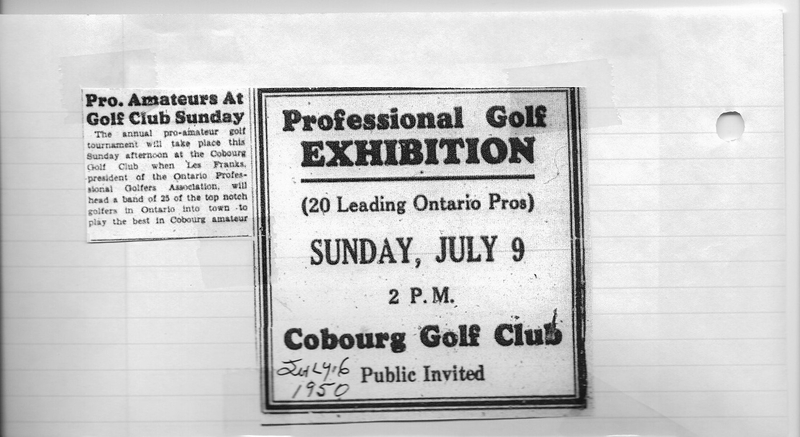 Pro. Amateurs At
Golf Club Sunday
The annual pro-amateur golf
tournament will take place this
Sunday afternoon at the Cobourg
Golf Club when Les Franks,
president of the Ontario Profes-
sional Golfers Association, will
head a band of 25 of the top notch
golfers in Ontario into town to
play the best in Cobourg amateur
Professional Golf
EXHIBITION
(20 Leading Ontario Pros)
SUNDAY, JULY 9
2 P.M.
Cobourg Golf Club
July 6
1950
Public Invited